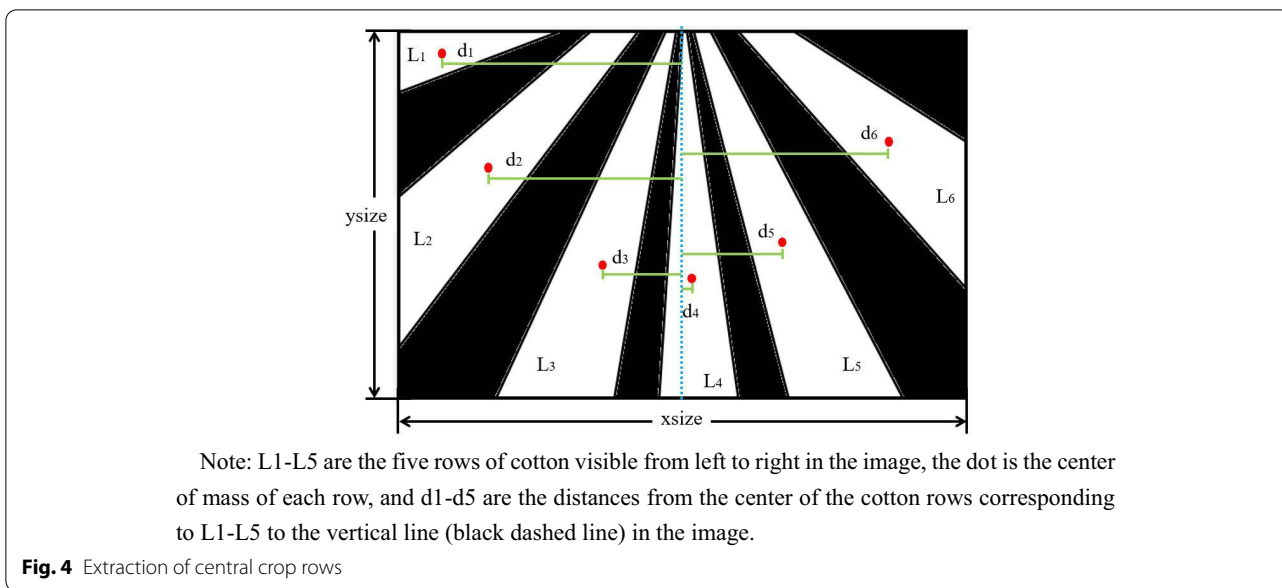 L1
d1
d6
d2
L6
ysize
L2
d5
d3
d4
L3
L4
L5
xsize
Note: L1-L5 are the five rows of cotton visible from left to right in the image, the dot is the center
of mass of each row, and d1-d5 are the distances from the center of the cotton rows corresponding
to L1-L5 to the vertical line (black dashed line) in the image.
Fig. 4 Extraction of central crop rows